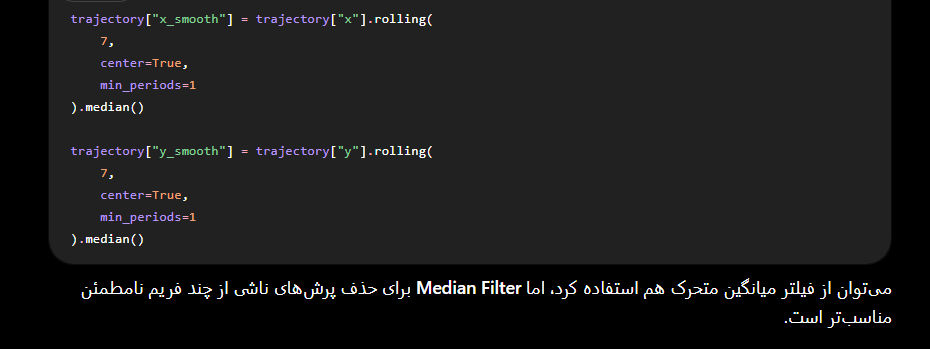 trajectory["x_smooth"] = trajectory["x"].rolling(
    7,
    center=True,
    min_periods=1
).median()

trajectory["y_smooth"] = trajectory["y"].rolling(
    7,
    center=True,
    min_periods=1
).median()
می‌توان از فیلتر میانگین متحرک هم استفاده کرد، اما Median Filter برای حذف پرش‌های ناشی از چند فریم نامطمئن
مناسب‌تر است.